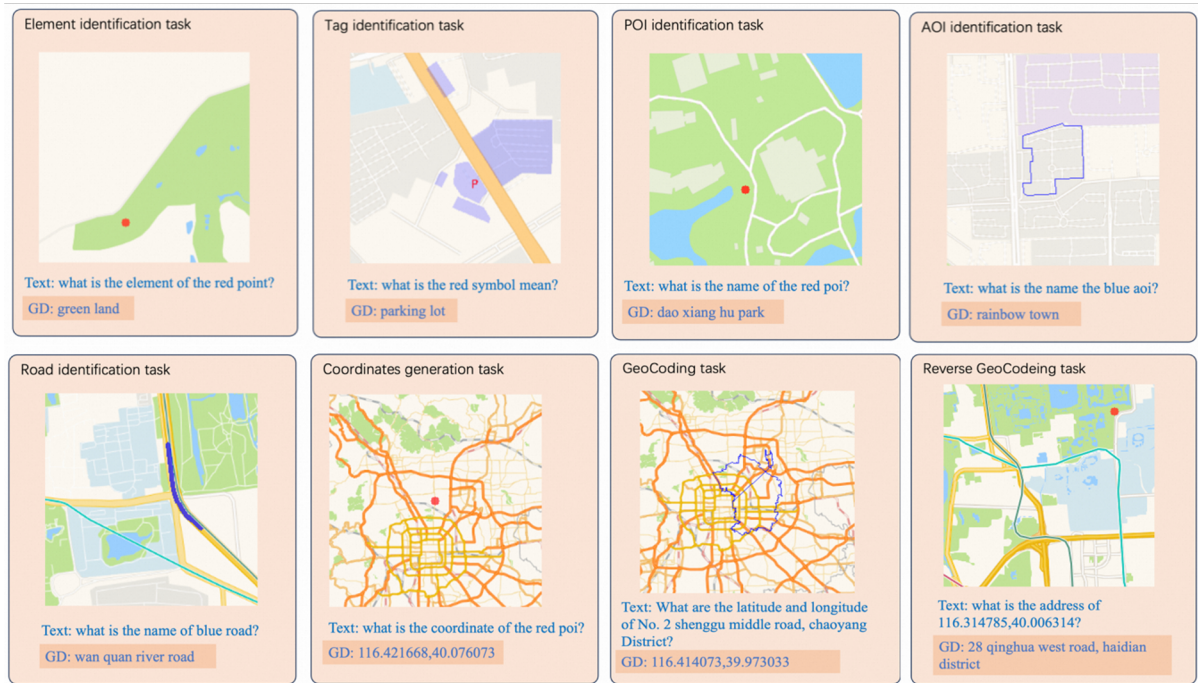 Element identification task
Text: what is the element of the red point?
GD: green land
Tag identification task
P
Text: what is the red symbol mean?
GD: parking lot
POI identification task
Text: what is the name of the red poi?
GD: dao xiang hu park
AOI identification task
Text: what is the name the blue aoi?
GD: rainbow town
Road identification task
Text: what is the name of blue road?
GD: wan quan river road
Coordinates generation task
Text: what is the coordinate of the red poi?
GD: 116.421668,40.076073
GeoCoding task
Text: What are the latitude and longitude
of No. 2 shenggu middle road, chaoyang
District?
GD: 116.414073,39.973033
Reverse GeoCodeing task
Text: what is the address of
116.314785,40.006314?
GD: 28 qinghua west road, haidian
district